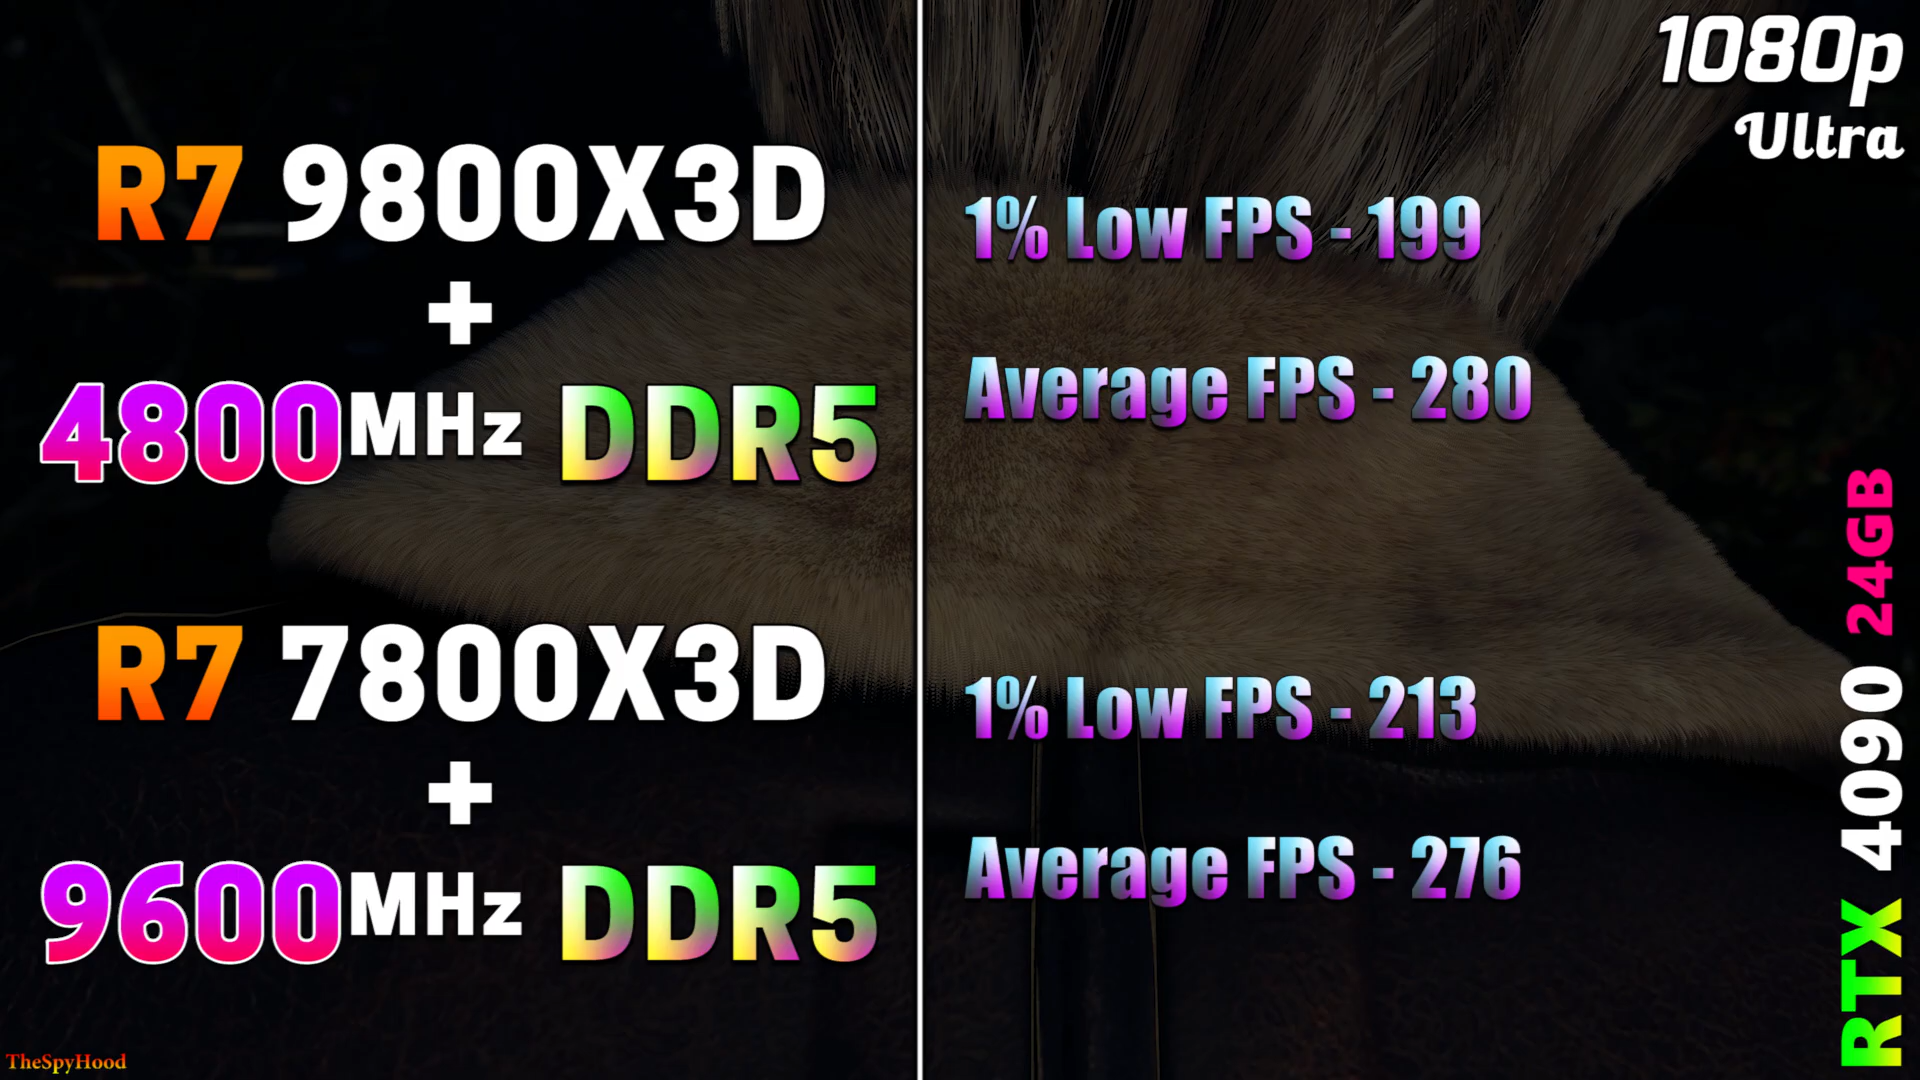 1080p
Ultra
R7 9800X3D
+
4800MHz DDR5
1% Low FPS - 199
Average FPS - 280
R7 7800X3D
+
9600MHz DDR5
1% Low FPS - 213
Average FPS - 276
RTX 4090 24GB
TheSpyHood